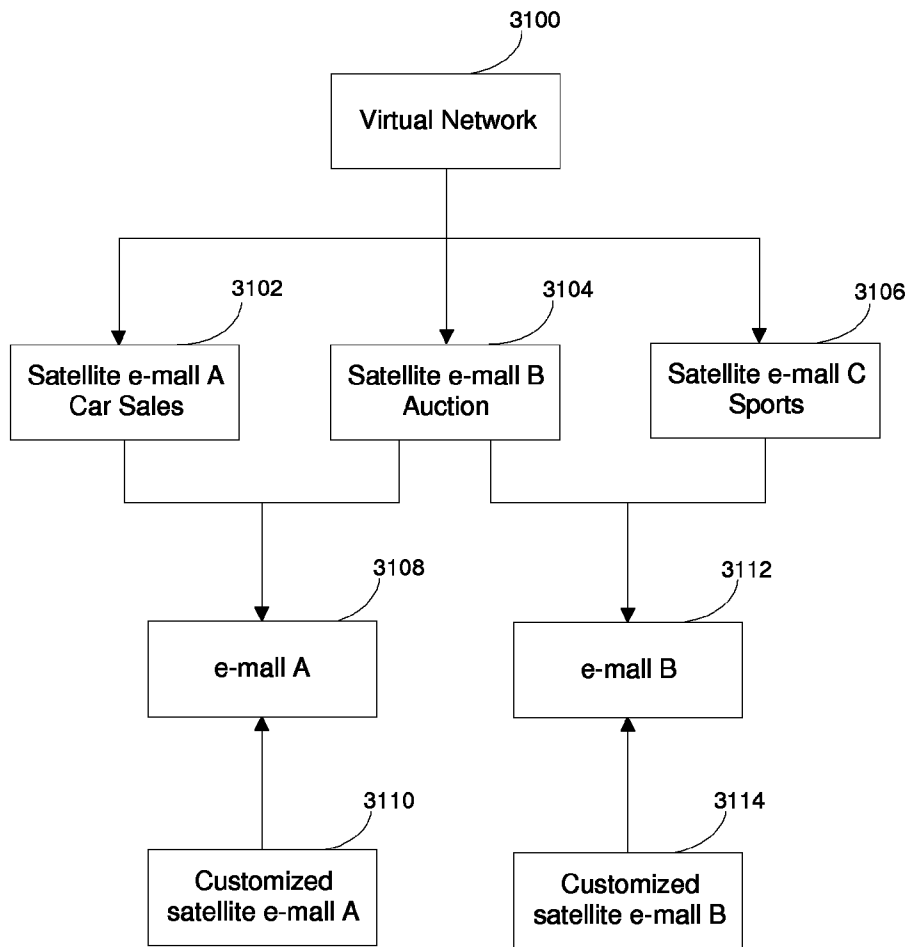 3100
Virtual Network
3102
3104
3106
Satellite e-mall A
Car Sales
Satellite e-mall B
Auction
Satellite e-mall C
Sports
3108
3112
e-mall A
e-mall B
3110
3114
Customized
satellite e-mall A
Customized
satellite e-mall B